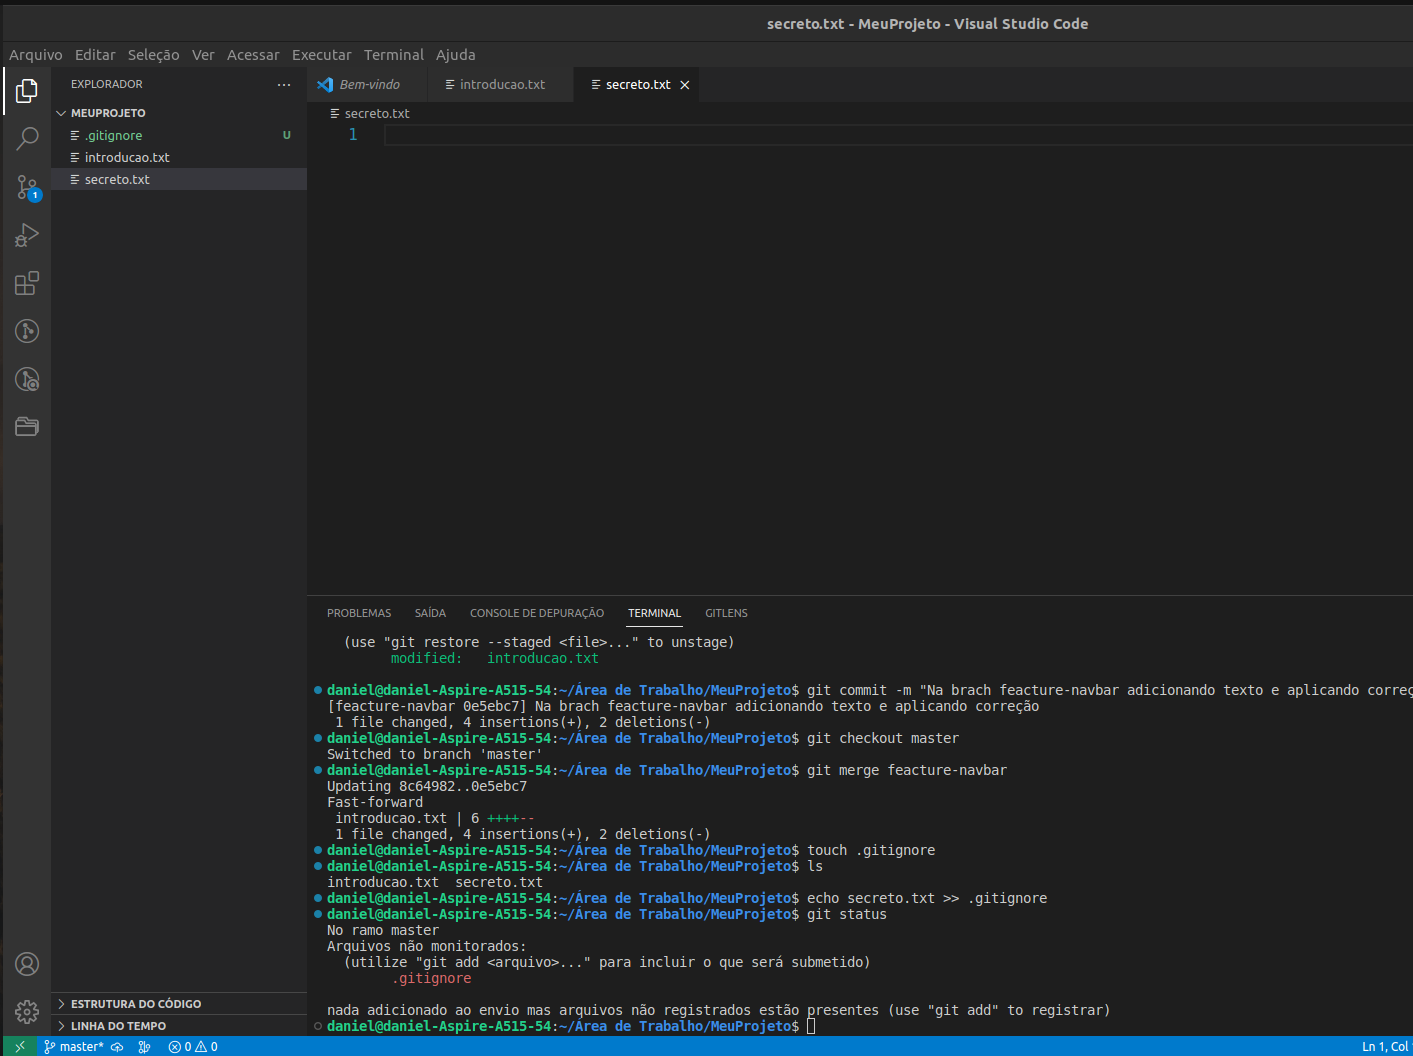 secreto.txt - MeuProjeto - Visual Studio Code
Arquivo Editar Seleção Ver Acessar Executar Terminal Ajuda
EXPLORADOR ···
Bem-vindo introducao.txt secreto.txt
MEUPROJETO
secreto.txt
.gitignore U
1
introducao.txt
secreto.txt
1
PROBLEMAS SAÍDA CONSOLE DE DEPURAÇÃO TERMINAL GITLENS
(use "git restore --staged <file>..." to unstage)
modified: introducao.txt
daniel@daniel-Aspire-A515-54:~/Área de Trabalho/MeuProjeto$ git commit -m "Na brach feacture-navbar adicionando texto e aplicando correç
[feacture-navbar 0e5ebc7] Na brach feacture-navbar adicionando texto e aplicando correção
1 file changed, 4 insertions(+), 2 deletions(-)
daniel@daniel-Aspire-A515-54:~/Área de Trabalho/MeuProjeto$ git checkout master
Switched to branch 'master'
daniel@daniel-Aspire-A515-54:~/Área de Trabalho/MeuProjeto$ git merge feacture-navbar
Updating 8c64982..0e5ebc7
Fast-forward
introducao.txt | 6 ++++--
1 file changed, 4 insertions(+), 2 deletions(-)
daniel@daniel-Aspire-A515-54:~/Área de Trabalho/MeuProjeto$ touch .gitignore
daniel@daniel-Aspire-A515-54:~/Área de Trabalho/MeuProjeto$ ls
introducao.txt secreto.txt
daniel@daniel-Aspire-A515-54:~/Área de Trabalho/MeuProjeto$ echo secreto.txt >> .gitignore
daniel@daniel-Aspire-A515-54:~/Área de Trabalho/MeuProjeto$ git status
No ramo master
Arquivos não monitorados:
(utilize "git add <arquivo>..." para incluir o que será submetido)
.gitignore
nada adicionado ao envio mas arquivos não registrados estão presentes (use "git add" to registrar)
daniel@daniel-Aspire-A515-54:~/Área de Trabalho/MeuProjeto$
ESTRUTURA DO CÓDIGO
LINHA DO TEMPO
master* 0 0 Ln 1, Col